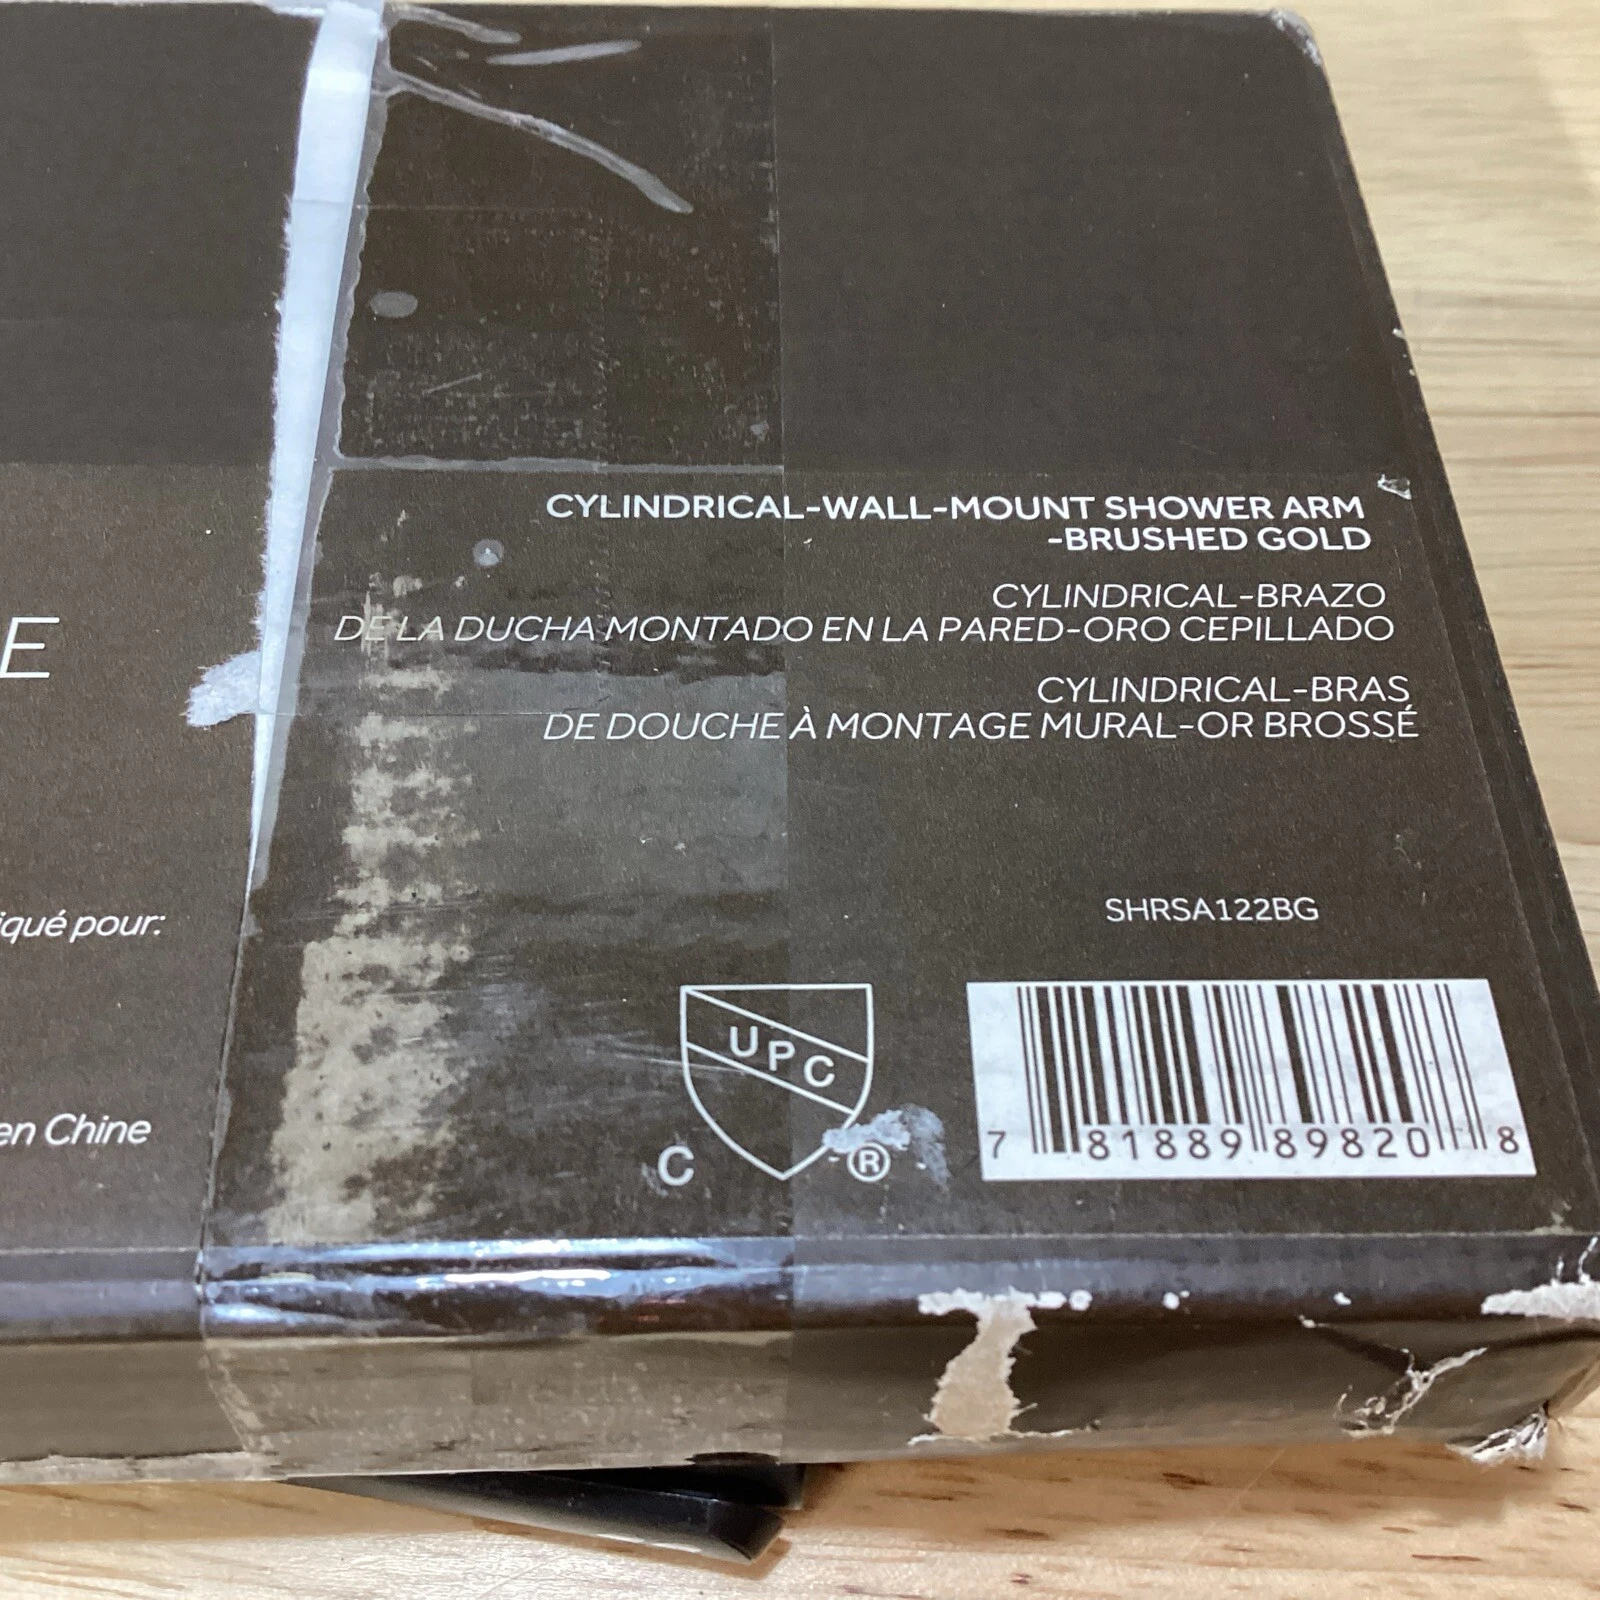 CYLINDRICAL-WALL-MOUNT SHOWER ARM
-BRUSHED GOLD
CYLINDRICAL-BRAZO
DE LA DUCHA MONTADO EN LA PARED-ORO CEPILLADO
CYLINDRICAL-BRAS
DE DOUCHE À MONTAGE MURAL-OR BROSSÉ
E
SHRSA122BG
iqué pour:
UPC
C ®
en Chine
7 81889 89820 8